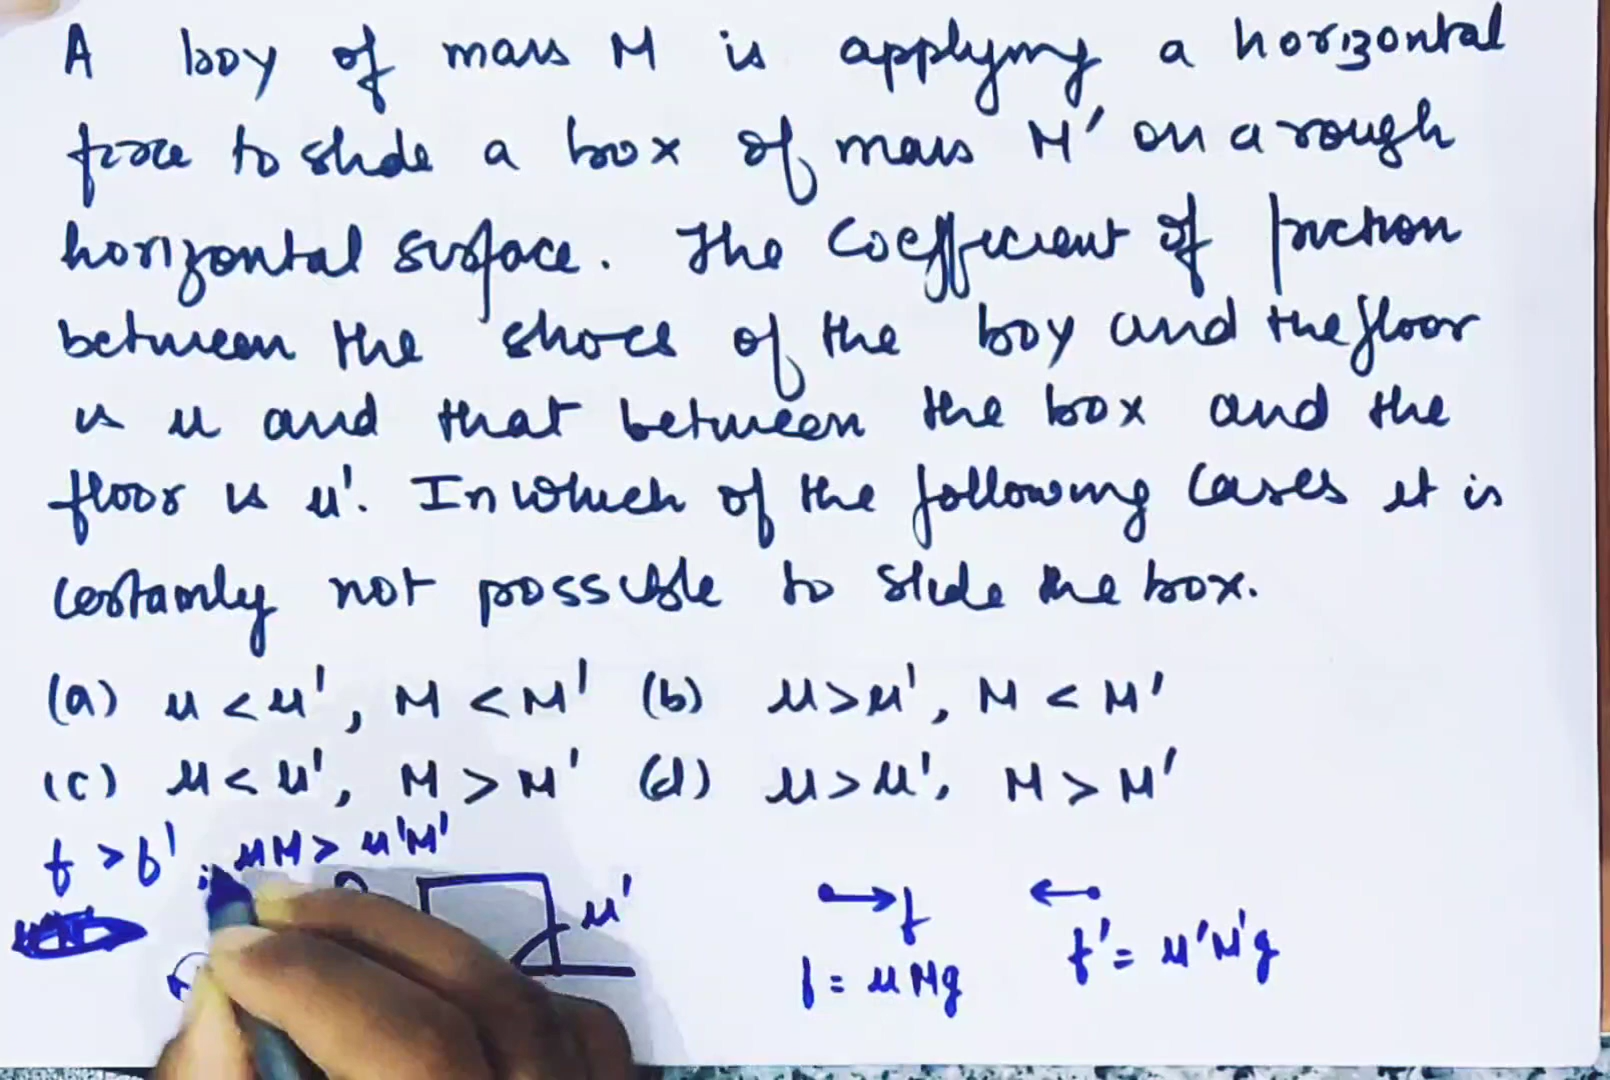 A boy of mass M is applying a horizontal
force to slide a box of mass M' on a rough
horizontal surface. The coefficient of friction
between the shoes of the boy and the floor
is μ and that between the box and the
floor is μ'. In which of the following cases it is
certainly not possible to slide the box.
(a) μ < μ', M < M' (b) μ > μ', M < M'
(c) μ < μ', M > M' (d) μ > μ', M > M'
f > f' μM > μ'M'
μ'
f
f = μMg
f' = μ'M'g